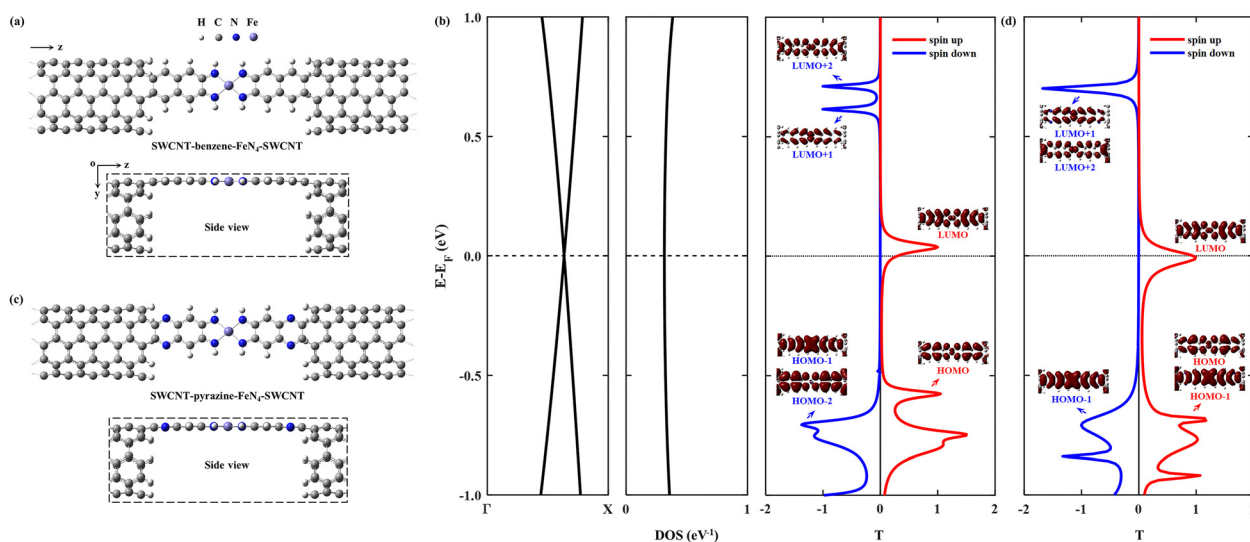 (a)
H C N Fe
z
SWCNT-benzene-FeN₄-SWCNT
o z
y
Side view
(c)
SWCNT-pyrazine-FeN₄-SWCNT
Side view
(b)
E-E_F (eV)
1.0
0.5
0.0
-0.5
-1.0
Γ X
0 1
DOS (eV⁻¹)
spin up
spin down
LUMO+2
LUMO+1
LUMO
HOMO-1
HOMO-2
HOMO
-2 -1 0 1 2
T
(d)
spin up
spin down
LUMO+1
LUMO+2
LUMO
HOMO
HOMO-1
HOMO-1
-2 -1 0 1 2
T